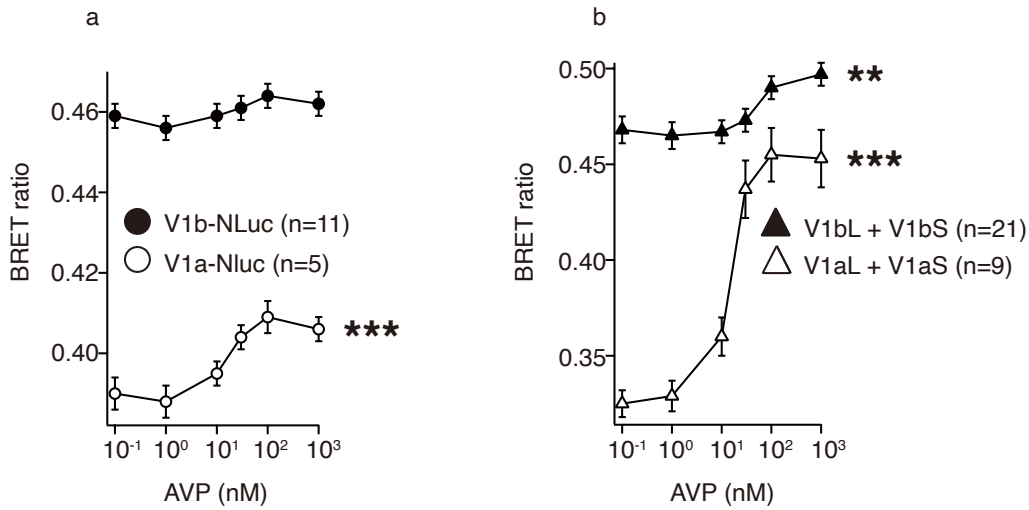 a
BRET ratio
0.46
0.44
0.42
0.40
V1b-NLuc (n=11)
V1a-Nluc (n=5)
***
10⁻¹ 10⁰ 10¹ 10² 10³
AVP (nM)
b
BRET ratio
0.50
0.45
0.40
0.35
**
***
V1bL + V1bS (n=21)
V1aL + V1aS (n=9)
10⁻¹ 10⁰ 10¹ 10² 10³
AVP (nM)